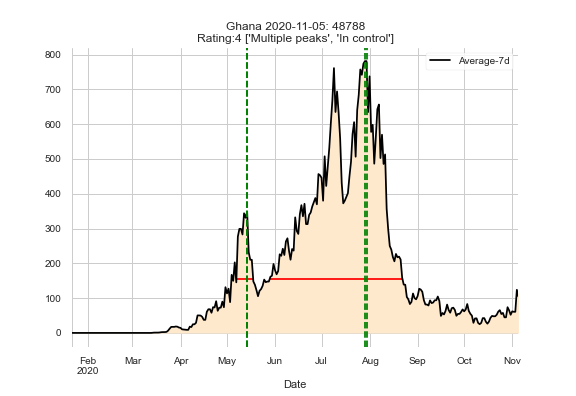 Ghana 2020-11-05: 48788
Rating:4 ['Multiple peaks', 'In control']
Average-7d
800
700
600
500
400
300
200
100
0
Feb Mar Apr May Jun Jul Aug Sep Oct Nov
2020
Date